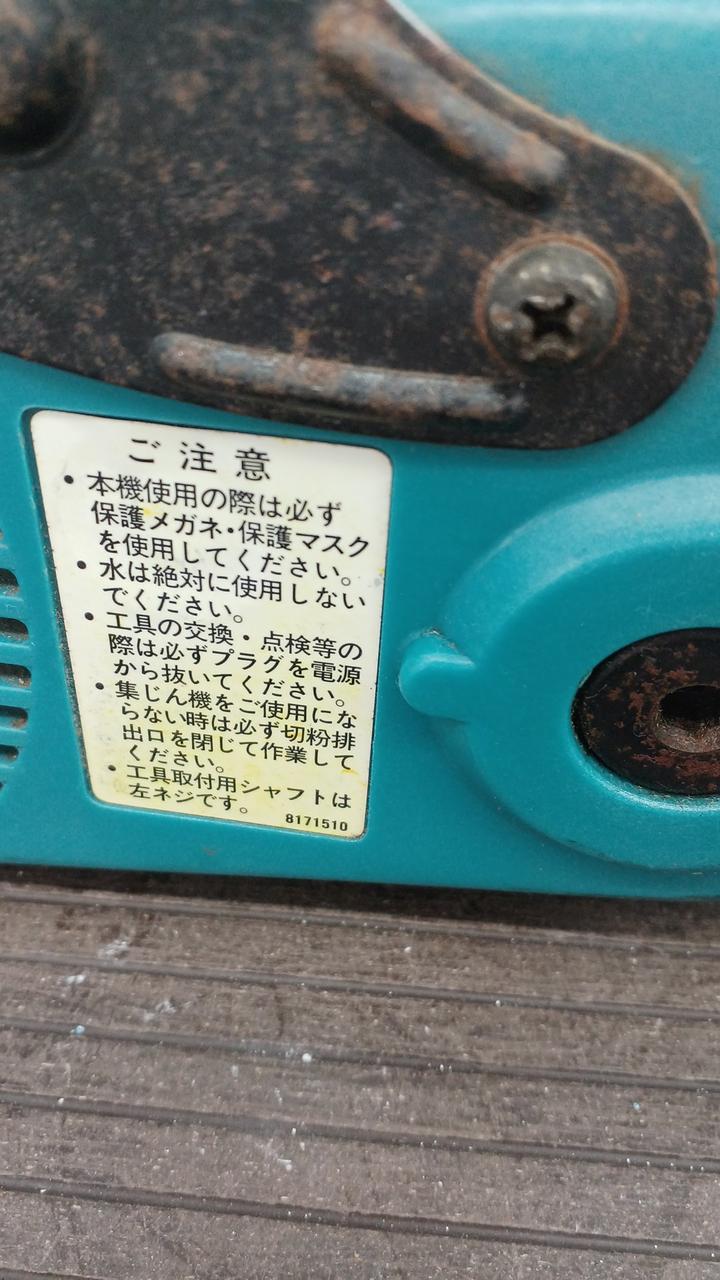 ご注意
・本機使用の際は必ず
保護メガネ・保護マスク
を使用してください。
・水は絶対に使用しない
でください。
・工具の交換・点検等の
際は必ずプラグを電源
から抜いてください。
・集じん機をご使用にな
らない時は必ず切粉排
出口を閉じて作業して
ください。
・工具取付用シャフトは
左ネジです。
8171510